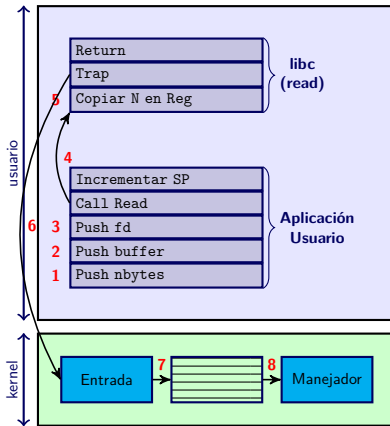 usuario
Return
Trap
5 Copiar N en Reg
libc
(read)
4
Incrementar SP
Call Read
3 Push fd
2 Push buffer
1 Push nbytes
Aplicación
Usuario
6
kernel
Entrada
7
8
Manejador